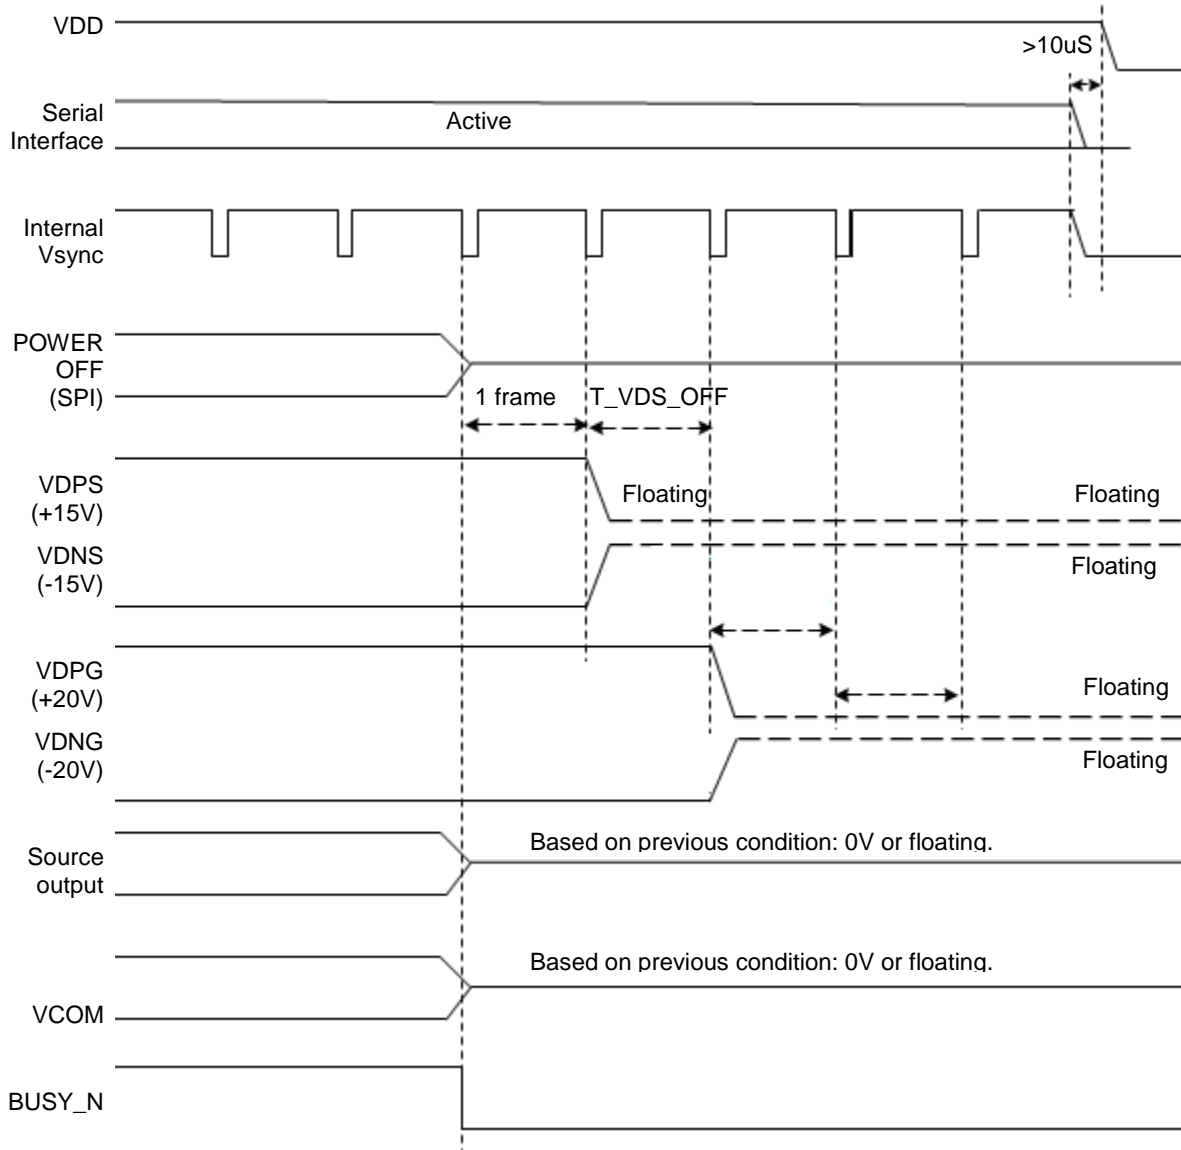 VDD
>10uS
Serial
Interface
Active
Internal
Vsync
POWER
OFF
(SPI)
1 frame
T_VDS_OFF
VDPS
(+15V)
Floating
Floating
VDNS
(-15V)
Floating
VDPG
(+20V)
Floating
VDNG
(-20V)
Floating
Source
output
Based on previous condition: 0V or floating.
VCOM
Based on previous condition: 0V or floating.
BUSY_N